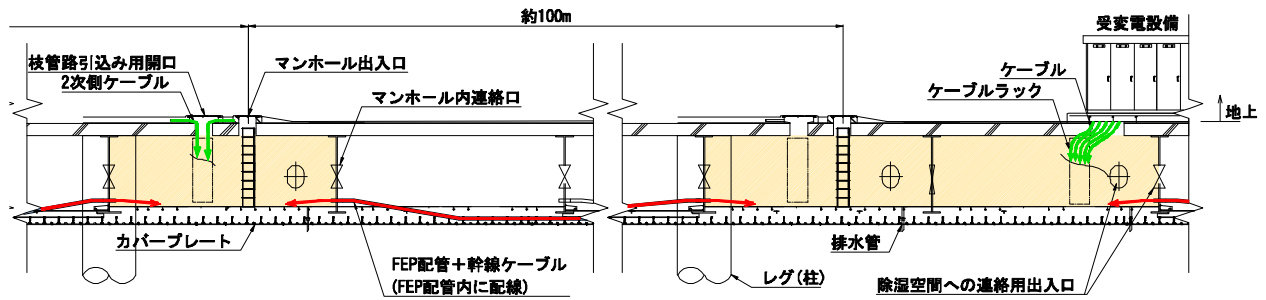 約100m
受変電設備
枝管路引込み用開口
2次側ケーブル
マンホール出入口
マンホール内連絡口
ケーブル
ケーブルラック
地上
カバープレート
FEP配管＋幹線ケーブル
(FEP配管内に配線)
排水管
レグ(柱)
除湿空間への連絡用出入口